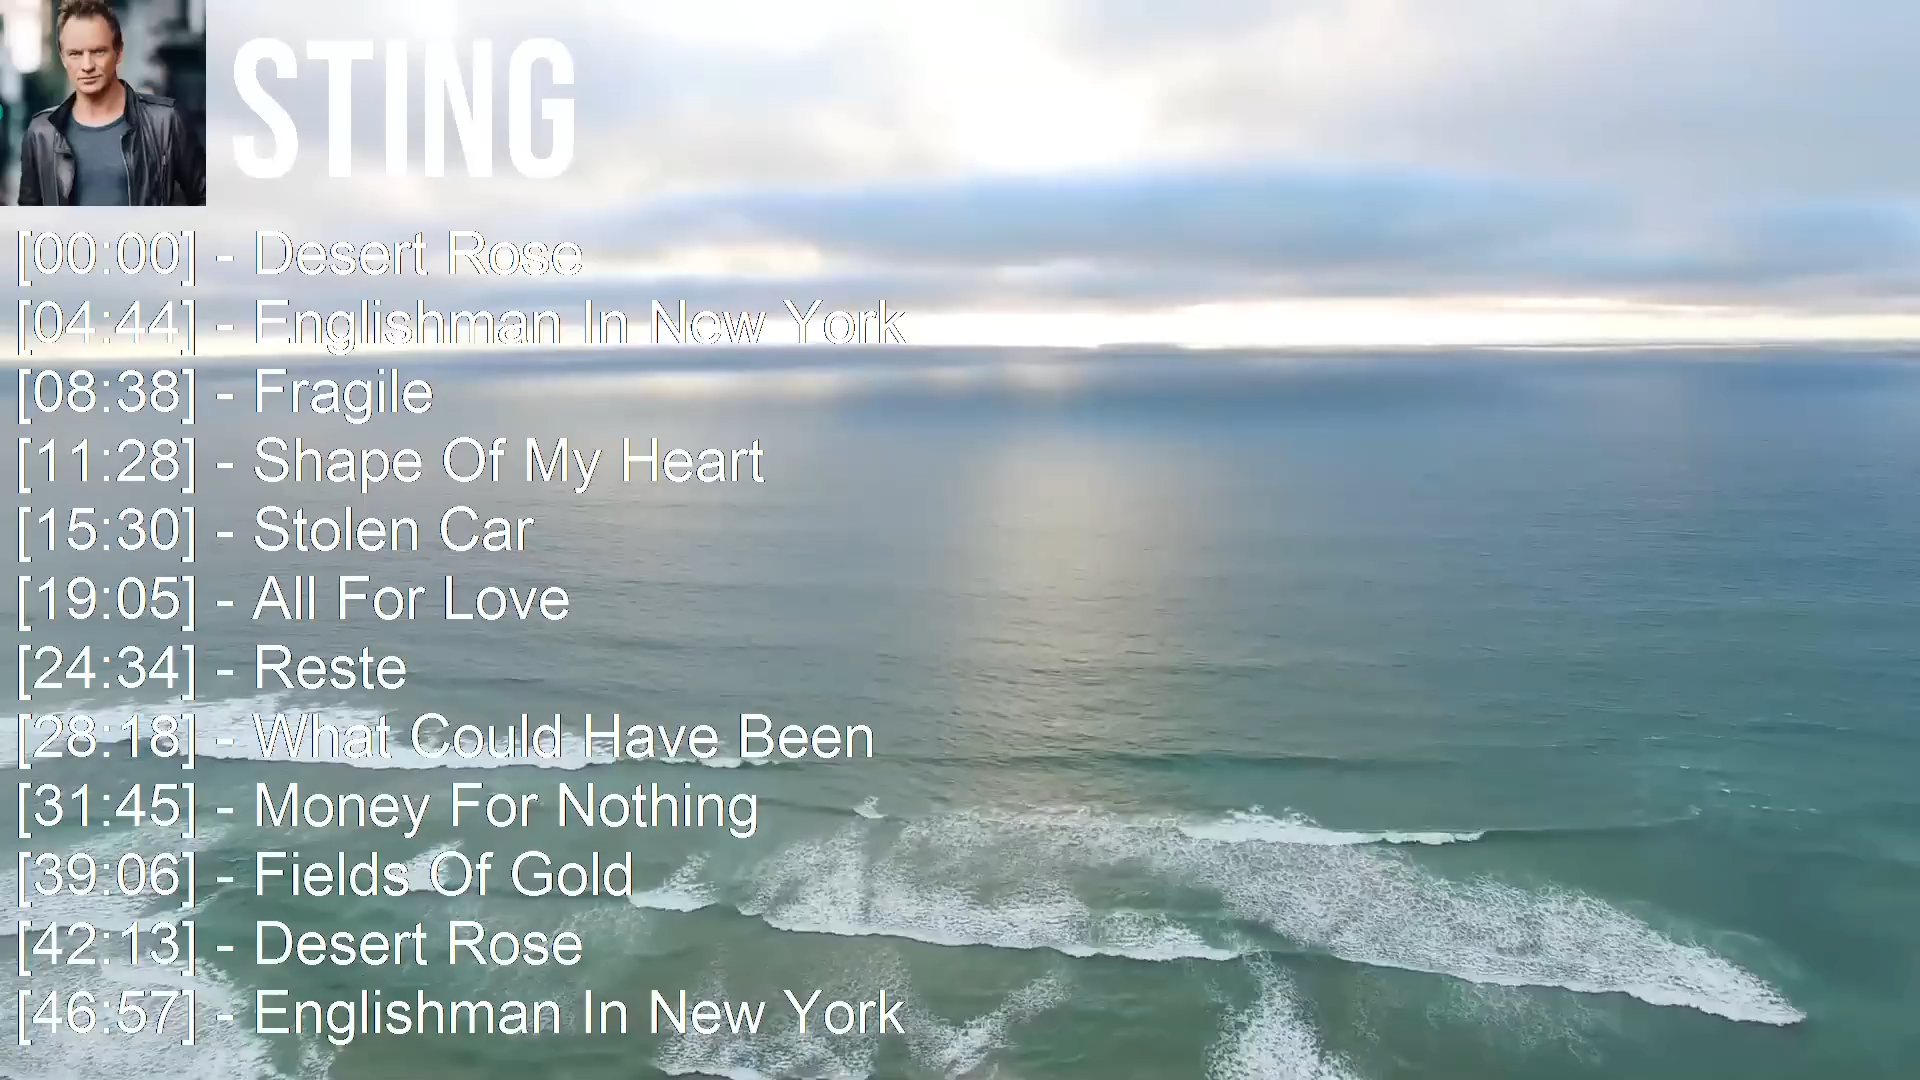 STING
[00:00] - Desert Rose
[04:44] - Englishman In New York
[08:38] - Fragile
[11:28] - Shape Of My Heart
[15:30] - Stolen Car
[19:05] - All For Love
[24:34] - Reste
[28:18] - What Could Have Been
[31:45] - Money For Nothing
[39:06] - Fields Of Gold
[42:13] - Desert Rose
[46:57] - Englishman In New York